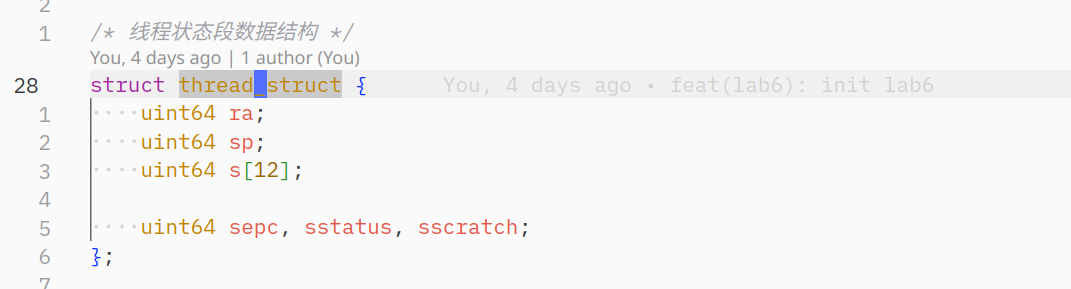 2
1 /* 线程状态段数据结构 */
You, 4 days ago | 1 author (You)
28 struct thread_struct { You, 4 days ago • feat(lab6): init lab6
1 ····uint64 ra;
2 ····uint64 sp;
3 ····uint64 s[12];
4
5 ····uint64 sepc, sstatus, sscratch;
6 };
7